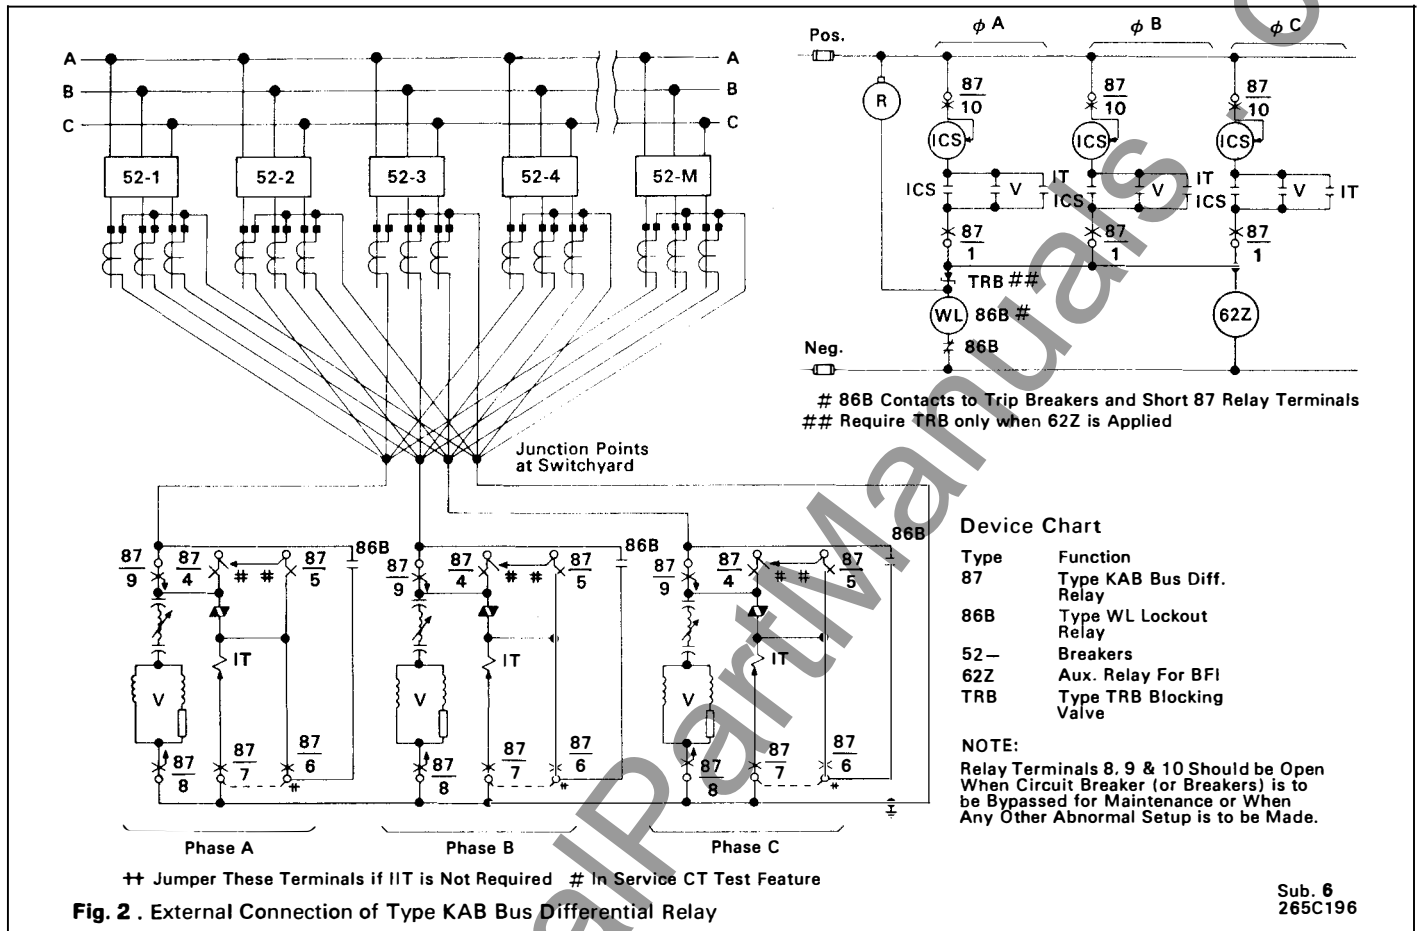 A
B
C
A
B
C
52-1
52-2
52-3
52-4
52-M
Junction Points
at Switchyard
Pos.
ϕ A
ϕ B
ϕ C
R
87
10
87
10
87
10
ICS
ICS
ICS
ICS
V
IT
ICS
V
IT
ICS
V
IT
87
1
87
1
87
1
TRB ##
WL
86B #
62Z
86B
Neg.
# 86B Contacts to Trip Breakers and Short 87 Relay Terminals
## Require TRB only when 62Z is Applied
87
9
87
4
# #
87
5
86B
IT
V
87
8
87
7
87
6
#
87
9
87
4
# #
87
5
86B
IT
V
87
8
87
7
87
6
#
87
9
87
4
# #
87
5
86B
IT
V
87
8
87
7
87
6
#
Phase A
Phase B
Phase C
Device Chart
Type Function
87 Type KAB Bus Diff.
Relay
86B Type WL Lockout
Relay
52— Breakers
62Z Aux. Relay For BFI
TRB Type TRB Blocking
Valve
NOTE:
Relay Terminals 8, 9 & 10 Should be Open
When Circuit Breaker (or Breakers) is to
be Bypassed for Maintenance or When
Any Other Abnormal Setup is to be Made.
## Jumper These Terminals if IIT is Not Required # In Service CT Test Feature
Fig. 2 . External Connection of Type KAB Bus Differential Relay
Sub. 6
265C196